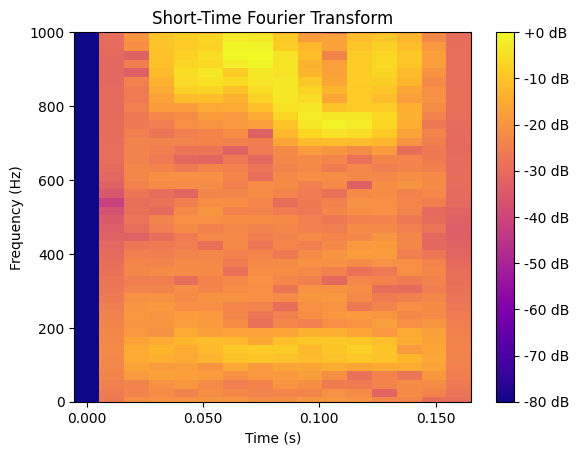 Short-Time Fourier Transform
1000
800
600
400
200
0
Frequency (Hz)
0.000
0.050
0.100
0.150
Time (s)
+0 dB
-10 dB
-20 dB
-30 dB
-40 dB
-50 dB
-60 dB
-70 dB
-80 dB